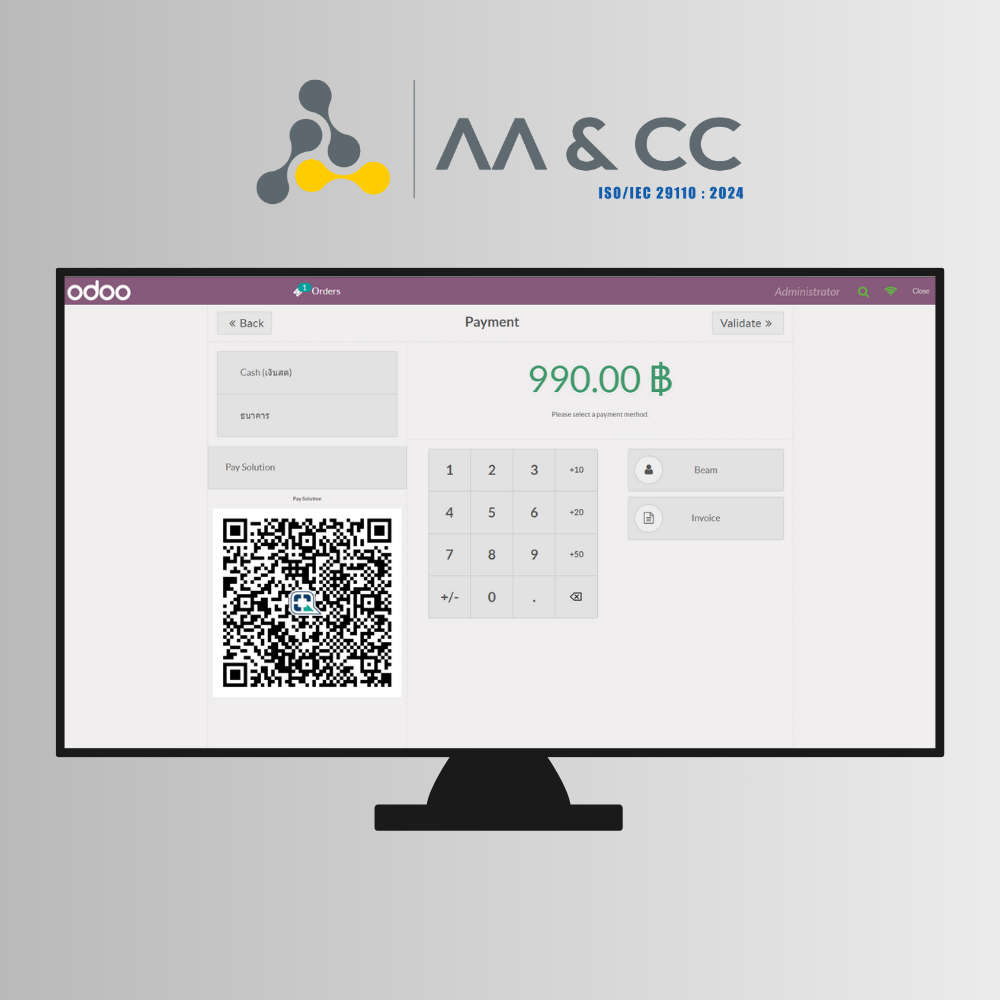 AA & CC
ISO/IEC 29110 : 2024
odoo
1 Orders
Administrator
Close
« Back
Payment
Validate »
Cash (เงินสด)
ธนาคาร
Pay Solution
Pay Solution
990.00 ฿
Please select a payment method.
1 2 3 +10
4 5 6 +20
7 8 9 +50
+/- 0 .
Beam
Invoice